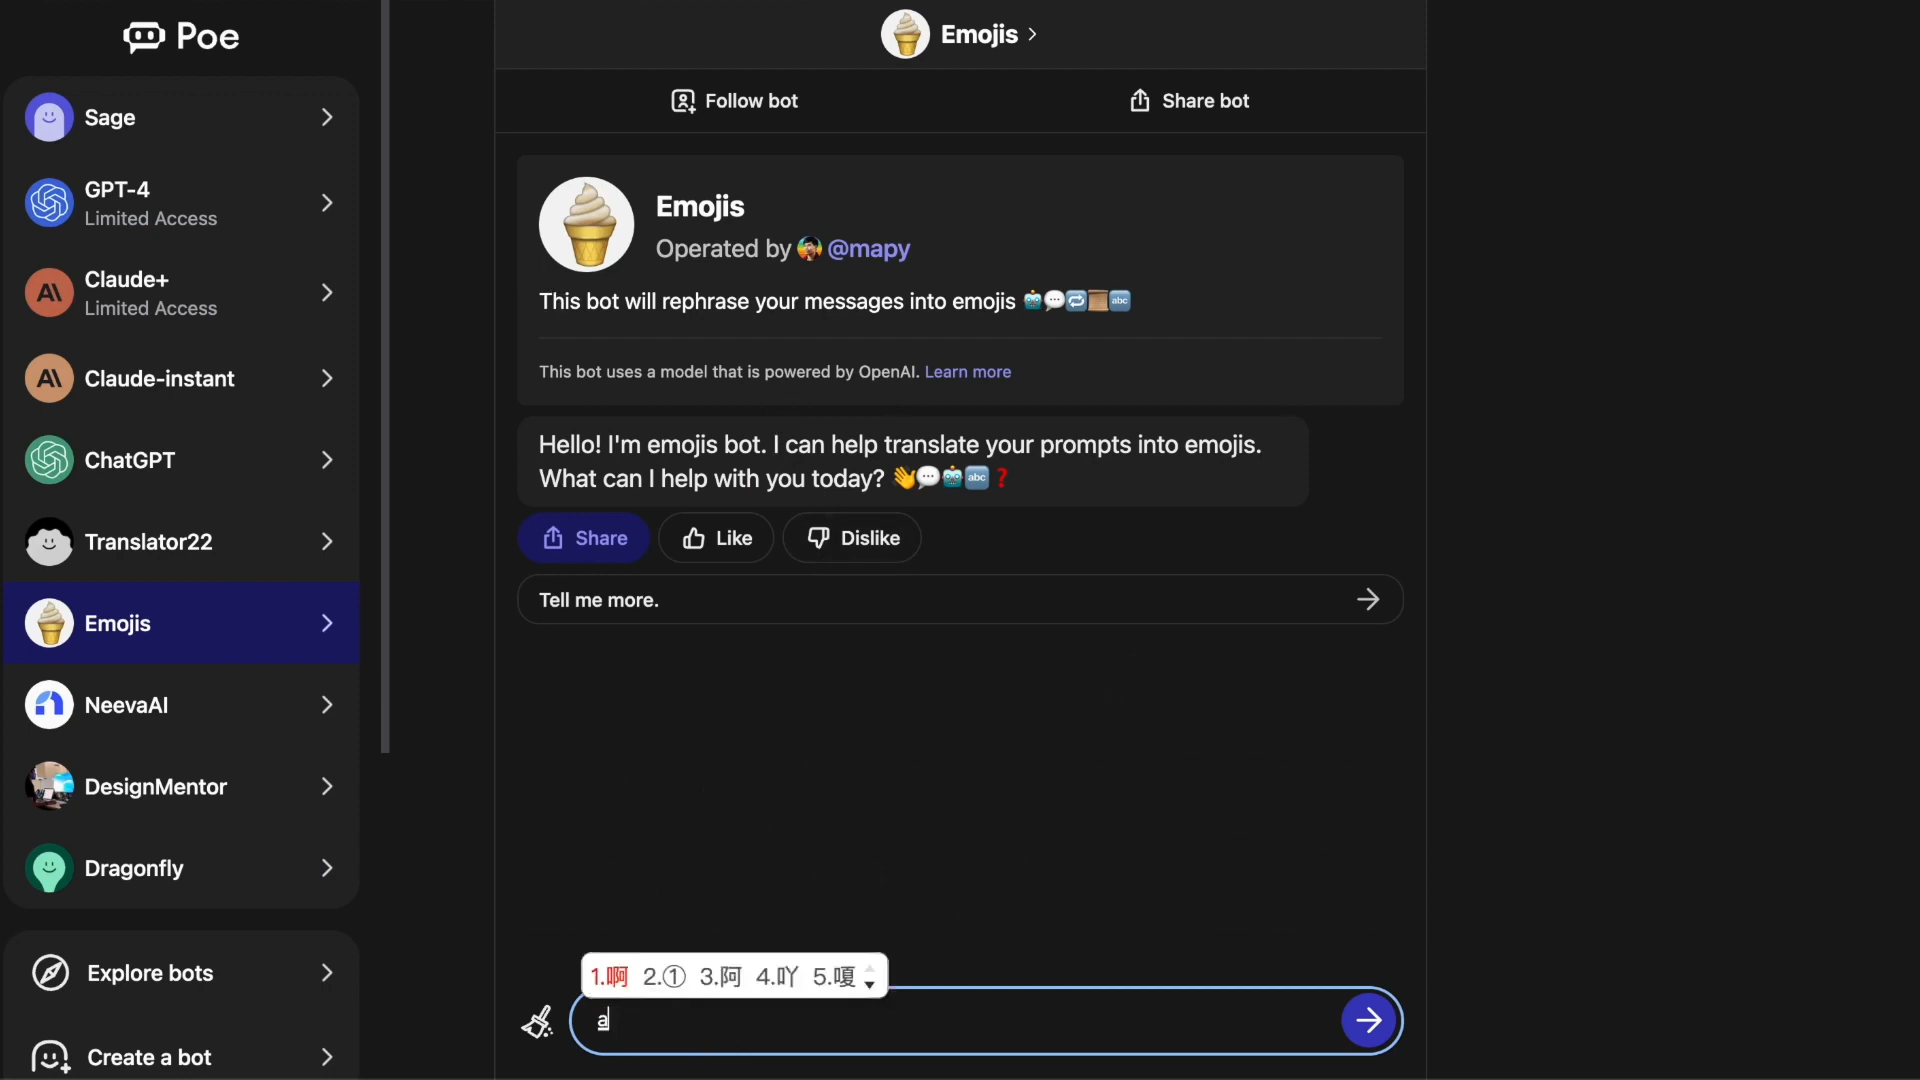 Poe
Sage
GPT-4
Limited Access
Claude+
Limited Access
Claude-instant
ChatGPT
Translator22
Emojis
NeevaAI
DesignMentor
Dragonfly
Explore bots
Create a bot
Emojis
Follow bot
Share bot
Emojis
Operated by @mapy
This bot will rephrase your messages into emojis 🤖💬🔁📜🔤
This bot uses a model that is powered by OpenAI. Learn more
Hello! I'm emojis bot. I can help translate your prompts into emojis.
What can I help with you today? 👋💬🤖🔤❓
Share
Like
Dislike
Tell me more.
1.啊 2.① 3.阿 4.吖 5.嗄
a